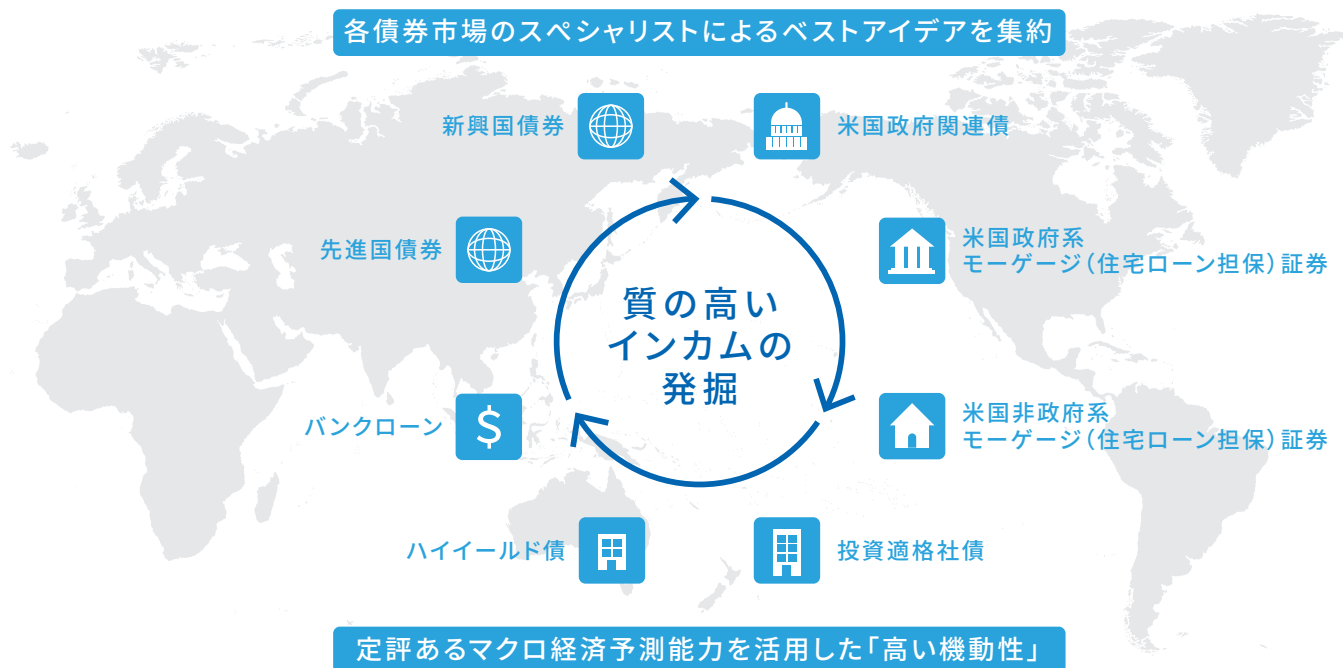 各債券市場のスペシャリストによるベストアイデアを集約
新興国債券
米国政府関連債
先進国債券
米国政府系
モーゲージ(住宅ローン担保)証券
質の高い
インカムの
発掘
バンクローン
$
米国非政府系
モーゲージ(住宅ローン担保)証券
ハイイールド債
投資適格社債
定評あるマクロ経済予測能力を活用した「高い機動性」